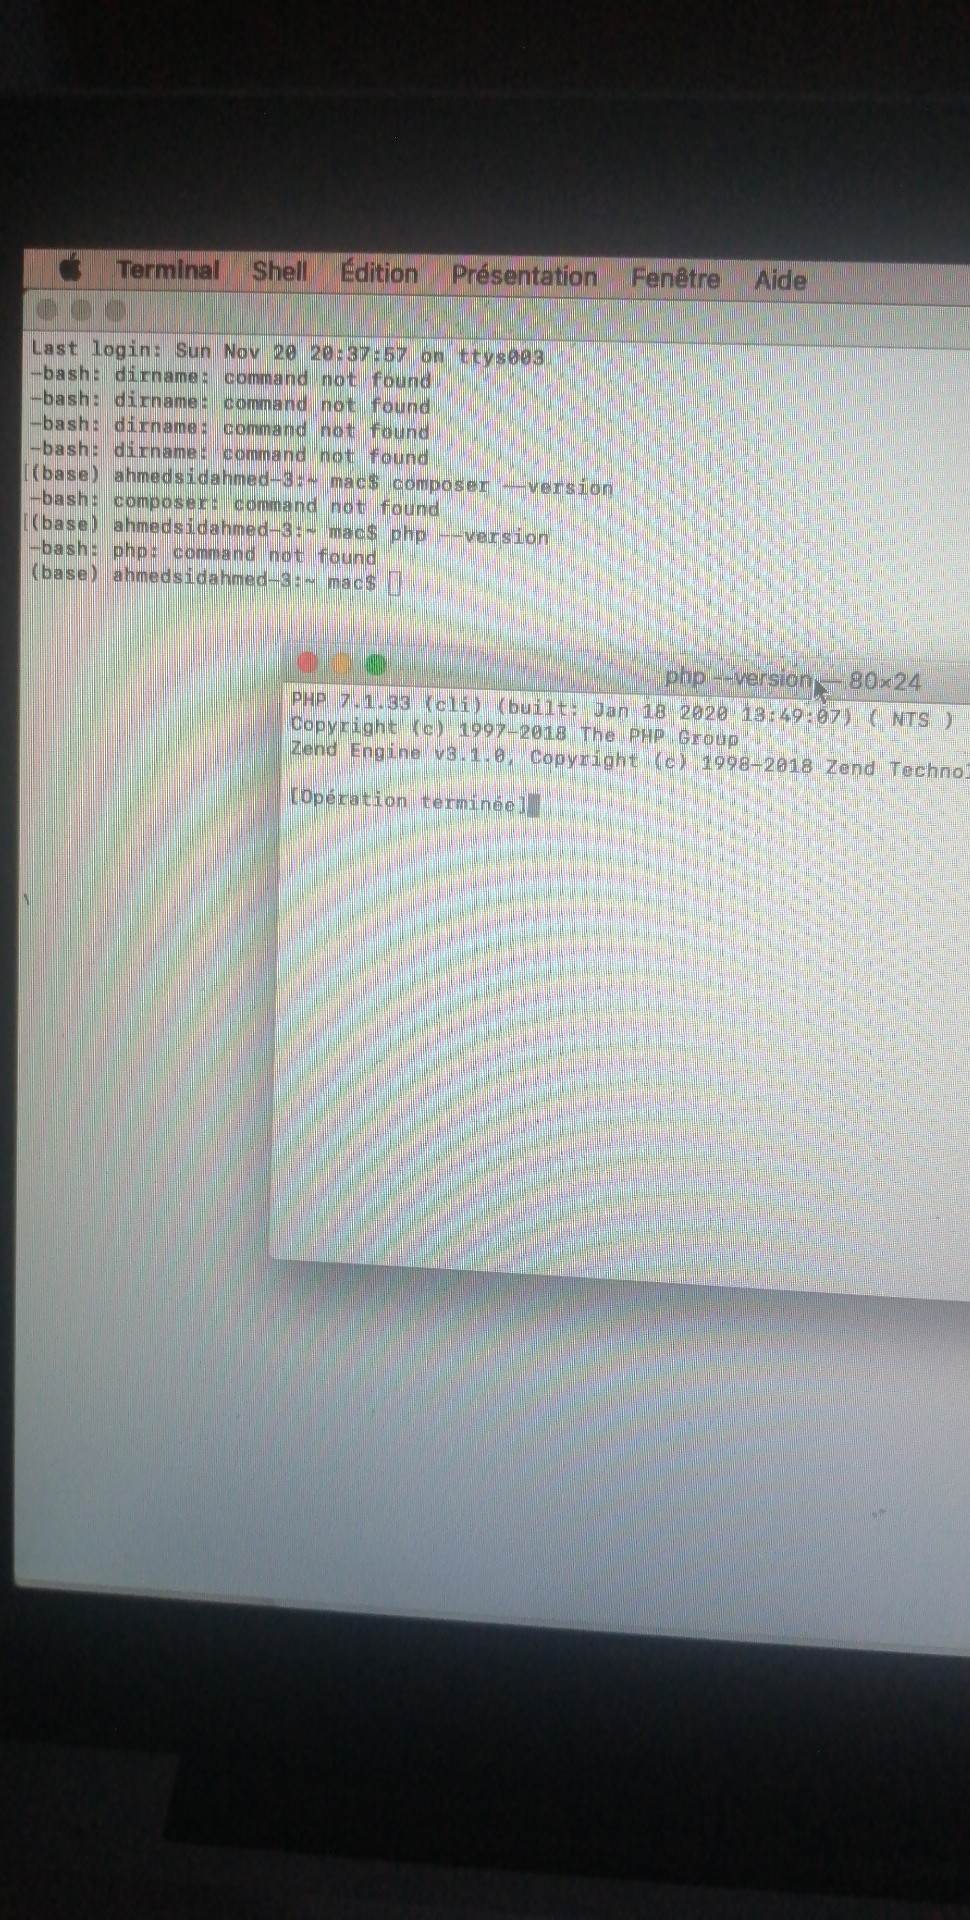 Terminal Shell Édition Présentation Fenêtre Aide
Last login: Sun Nov 20 20:37:57 on ttys003
-bash: dirname: command not found
-bash: dirname: command not found
-bash: dirname: command not found
-bash: dirname: command not found
[(base) ahmedsidahmed-3:~ mac$ composer --version
-bash: composer: command not found
[(base) ahmedsidahmed-3:~ mac$ php --version
-bash: php: command not found
(base) ahmedsidahmed-3:~ mac$
php --version — 80×24
PHP 7.1.33 (cli) (built: Jan 18 2020 13:49:07) ( NTS )
Copyright (c) 1997-2018 The PHP Group
Zend Engine v3.1.0, Copyright (c) 1998-2018 Zend Technol
[Opération terminée]